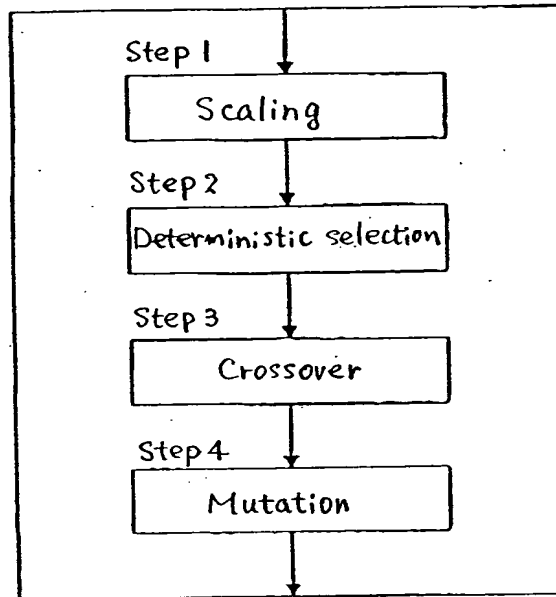 Step 1
Scaling
Step 2
Deterministic selection
Step 3
Crossover
Step 4
Mutation